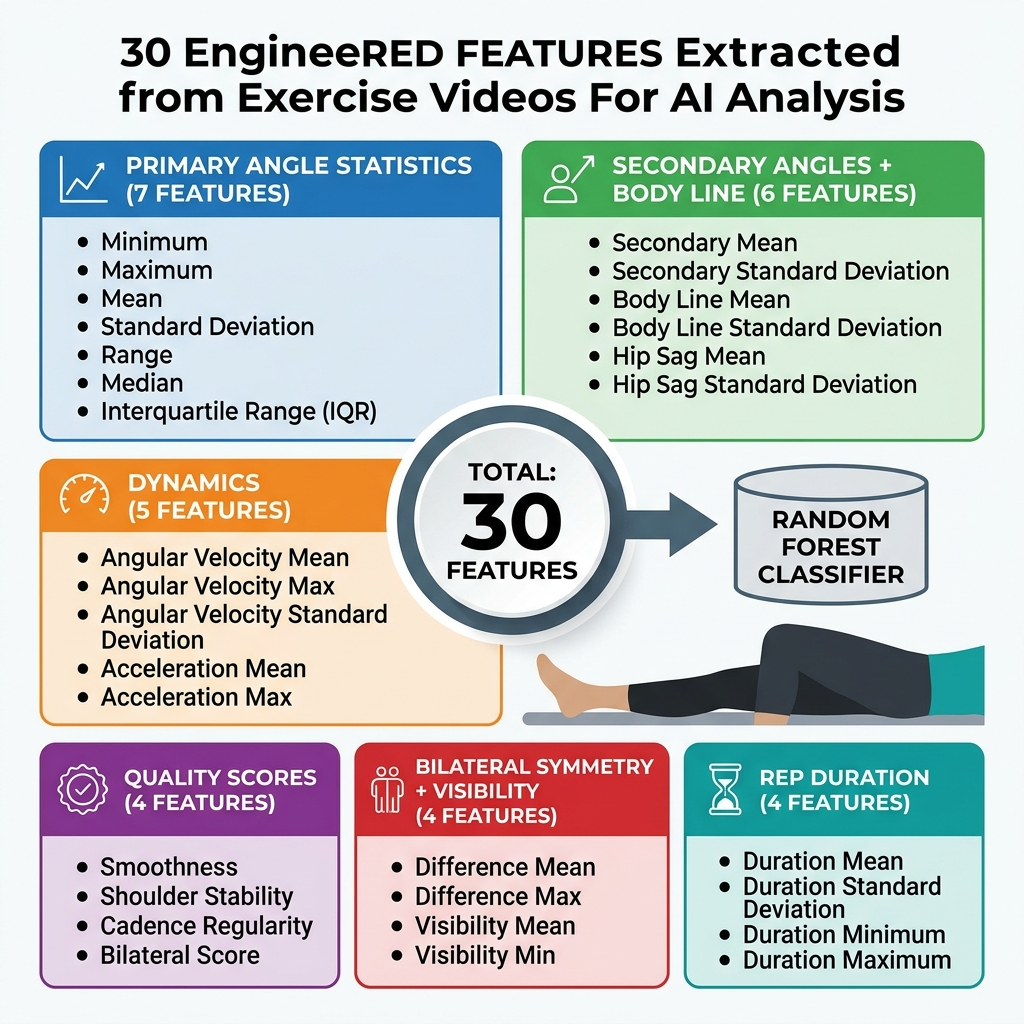 30 EngineeRED FEATURES Extracted
from Exercise Videos For AI Analysis
PRIMARY ANGLE STATISTICS
(7 FEATURES)
• Minimum
• Maximum
• Mean
• Standard Deviation
• Range
• Median
• Interquartile Range (IQR)
SECONDARY ANGLES +
BODY LINE (6 FEATURES)
• Secondary Mean
• Secondary Standard Deviation
• Body Line Mean
• Body Line Standard Deviation
• Hip Sag Mean
• Hip Sag Standard Deviation
DYNAMICS
(5 FEATURES)
• Angular Velocity Mean
• Angular Velocity Max
• Angular Velocity Standard
Deviation
• Acceleration Mean
• Acceleration Max
TOTAL:
30
FEATURES
RANDOM
FOREST
CLASSIFIER
QUALITY SCORES
(4 FEATURES)
• Smoothness
• Shoulder Stability
• Cadence Regularity
• Bilateral Score
BILATERAL SYMMETRY
+ VISIBILITY
(4 FEATURES)
• Difference Mean
• Difference Max
• Visibility Mean
• Visibility Min
REP DURATION
(4 FEATURES)
• Duration Mean
• Duration Standard
Deviation
• Duration Minimum
• Duration Maximum